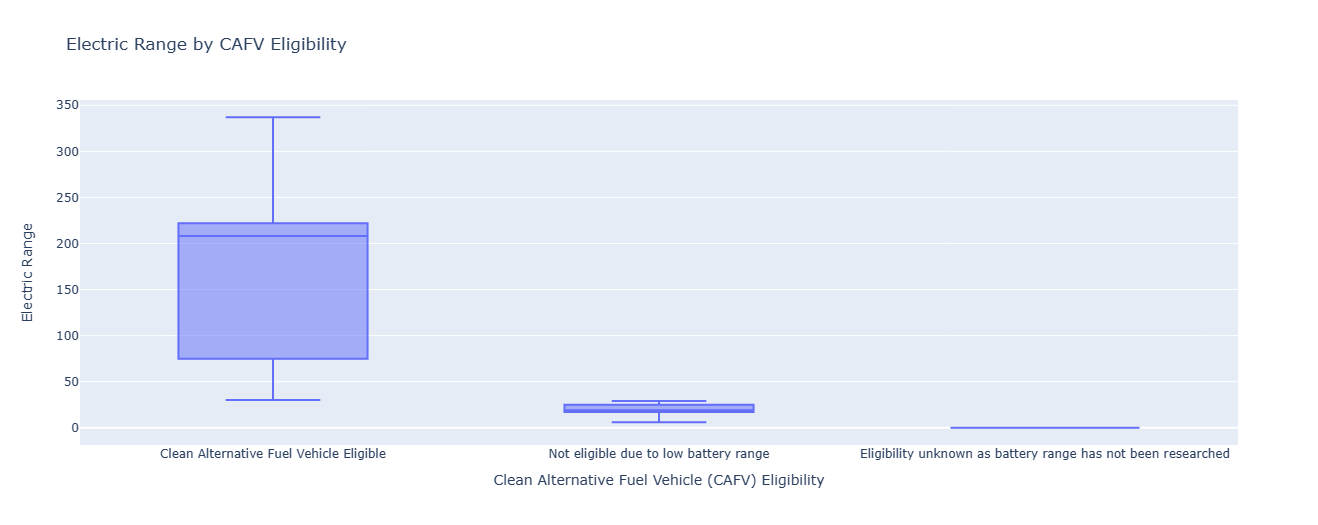 Electric Range by CAFV Eligibility
350
300
250
200
150
100
50
0
Electric Range
Clean Alternative Fuel Vehicle Eligible
Not eligible due to low battery range
Eligibility unknown as battery range has not been researched
Clean Alternative Fuel Vehicle (CAFV) Eligibility